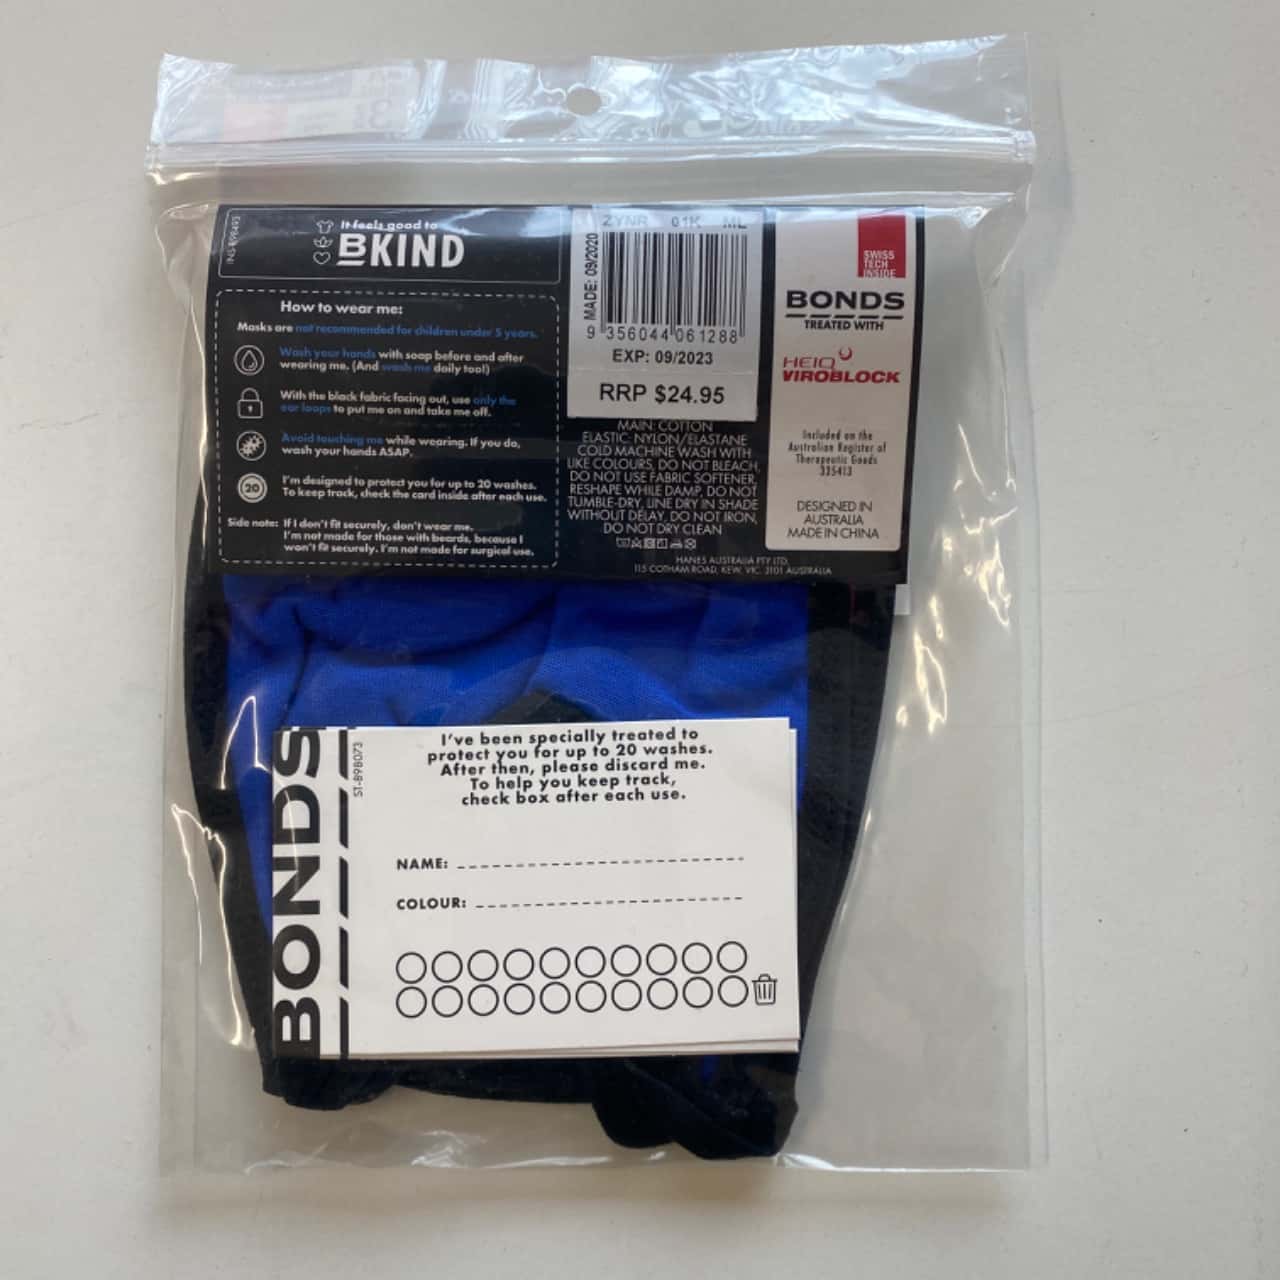 INS-B98493
It feels good to
BKIND
How to wear me:
Masks are not recommended for children under 5 years.
Wash your hands with soap before and after
wearing me. (And wash me daily too!)
With the black fabric facing out, use only the
ear loops to put me on and take me off.
Avoid touching me while wearing. If you do,
wash your hands ASAP.
20
I'm designed to protect you for up to 20 washes.
To keep track, check the card inside after each use.
Side note: If I don't fit securely, don't wear me.
I'm not made for those with beards, because I
won't fit securely. I'm not made for surgical use.
ZYNR 01K ML
MADE: 09/2020
9 356044 061288
EXP: 09/2023
RRP $24.95
MAIN: COTTON
ELASTIC: NYLON/ELASTANE
COLD MACHINE WASH WITH
LIKE COLOURS, DO NOT BLEACH,
DO NOT USE FABRIC SOFTENER,
RESHAPE WHILE DAMP, DO NOT
TUMBLE-DRY, LINE DRY IN SHADE
WITHOUT DELAY, DO NOT IRON,
DO NOT DRY CLEAN
HANES AUSTRALIA PTY LTD,
115 COTHAM ROAD, KEW, VIC, 3101 AUSTRALIA
SWISS
TECH
INSIDE
BONDS
TREATED WITH
HEIQ
VIROBLOCK
Included on the
Australian Register of
Therapeutic Goods
335413
DESIGNED IN
AUSTRALIA
MADE IN CHINA
BONDS
ST-B98073
I've been specially treated to
protect you for up to 20 washes.
After then, please discard me.
To help you keep track,
check box after each use.
NAME:
COLOUR: